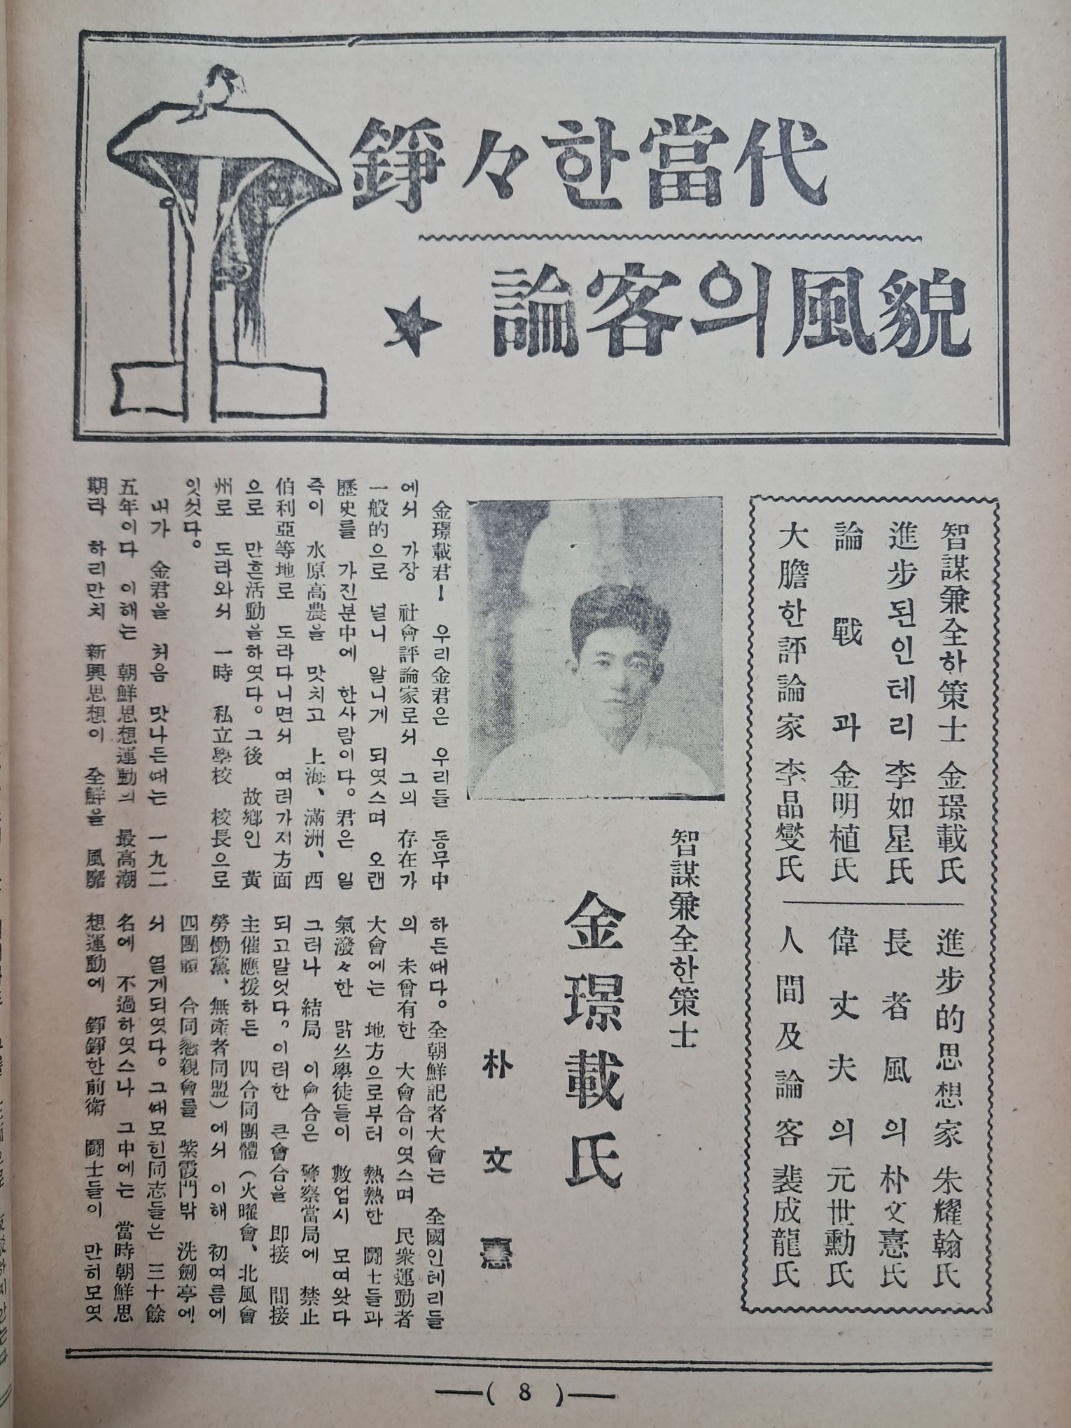 錚々한當代
論客의風貌
智謀兼全하策士 金璟載氏
進步된인테리 李如星氏
論戰과 金明植氏
大膽한評論家 李晶燮氏
進步的思想家 朱耀翰氏
長者風의 朴文憙氏
偉丈夫의 元世勳氏
人間及論客 裴成龍氏
智謀兼全한策士
金璟載氏
朴文憙
金璟載君! 우리金君은 우리들 동무中
에서 가장 社會評論家로서 그의 存在가
一般的으로 널니 알니게 되엿스며 오랜
歷史를 가진분中에 한사람이다。君은 일
즉이 水原高農을 맛치고 上海、滿洲、西
伯利亞等地로 도라다니면서 여러가지方面
으로 만흔活動을하엿다。그後 故鄕인 黃
州로 도라와서 一時 私立學校 校長으로
잇섯다。
내가 金君을 처음 맛나든때는 一九二
五年이다 이해는 朝鮮思想運動의 最高潮
期라 하리만치 新興思想이 全鮮을 風靡
하든때다。全朝鮮記者大會는 全國인테리들
의 未曾有한 大會合이엿스며 民衆運動者
大會에는 地方으로부터 熱熱한 鬪士들과
氣潑々한 맑쓰學徒들이 數업시 모여왓다
그러나 結局 이會合은 警察當局에 禁止
되고말엇다。이러한 큰會合을 即接 間接
主催應援하든 四合同團體(火曜會、北風會
勞働黨、無產者同盟)에서 이해 初여름에
四團體 合同懇親會를 紫霞門밖 洗劍亭에
서 열게되엿다。그때모힌同志들은 三十餘
名에 不過하엿스나 그中에는 當時朝鮮思
想運動에 錚錚한前衛 鬪士들이 만히모엿
( 8 )